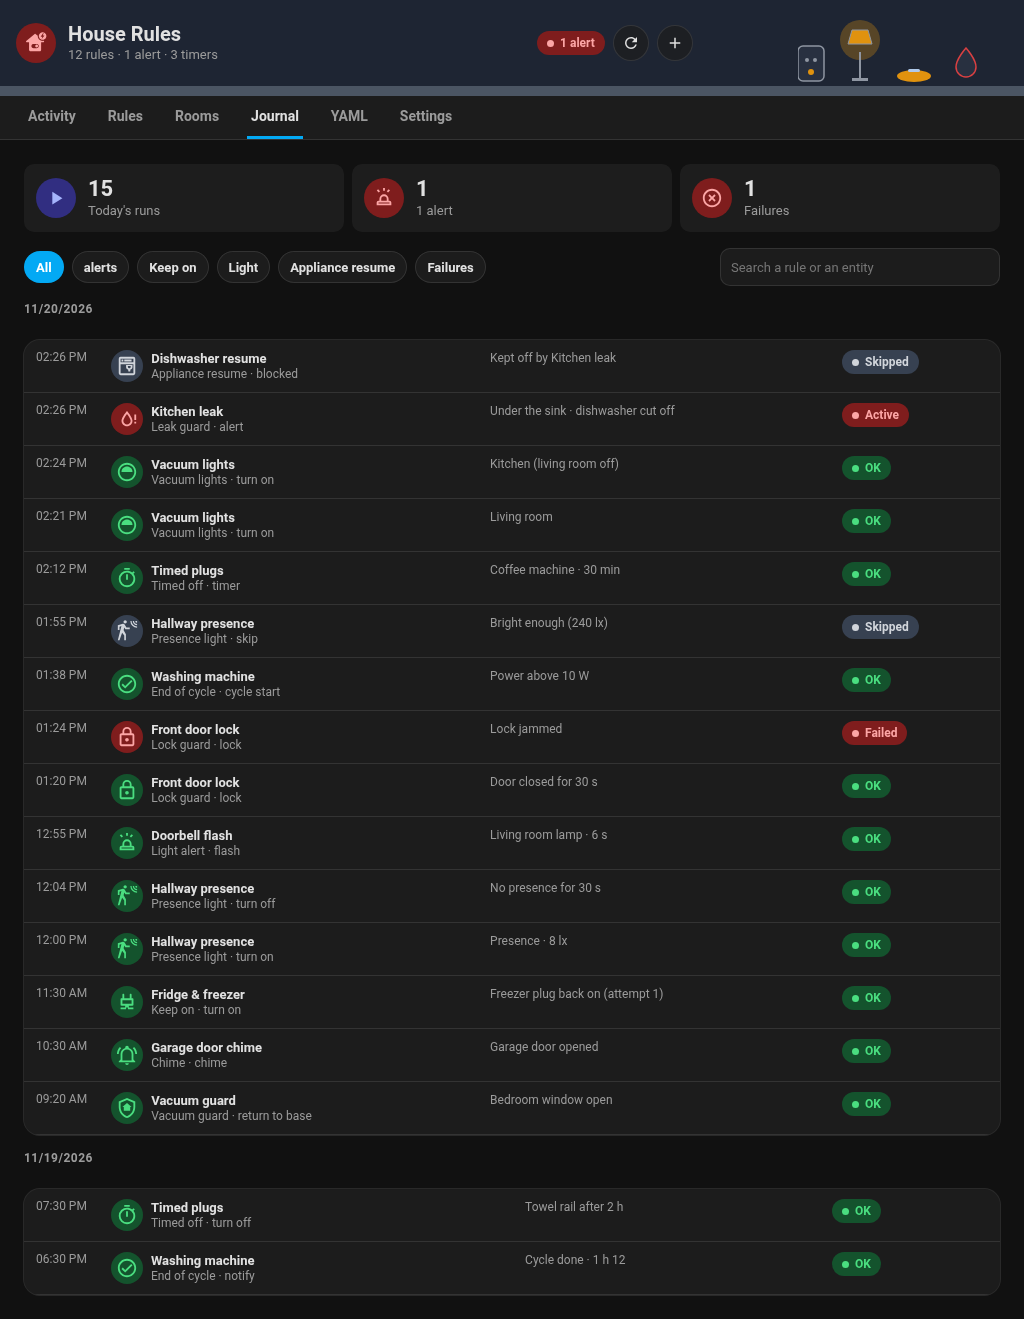 House Rules
12 rules · 1 alert · 3 timers
1 alert
Activity Rules Rooms Journal YAML Settings
15
Today's runs
1
1 alert
1
Failures
All alerts Keep on Light Appliance resume Failures
Search a rule or an entity
11/20/2026
02:26 PM Dishwasher resume Kept off by Kitchen leak Skipped
Appliance resume · blocked
02:26 PM Kitchen leak Under the sink · dishwasher cut off Active
Leak guard · alert
02:24 PM Vacuum lights Kitchen (living room off) OK
Vacuum lights · turn on
02:21 PM Vacuum lights Living room OK
Vacuum lights · turn on
02:12 PM Timed plugs Coffee machine · 30 min OK
Timed off · timer
01:55 PM Hallway presence Bright enough (240 lx) Skipped
Presence light · skip
01:38 PM Washing machine Power above 10 W OK
End of cycle · cycle start
01:24 PM Front door lock Lock jammed Failed
Lock guard · lock
01:20 PM Front door lock Door closed for 30 s OK
Lock guard · lock
12:55 PM Doorbell flash Living room lamp · 6 s OK
Light alert · flash
12:04 PM Hallway presence No presence for 30 s OK
Presence light · turn off
12:00 PM Hallway presence Presence · 8 lx OK
Presence light · turn on
11:30 AM Fridge & freezer Freezer plug back on (attempt 1) OK
Keep on · turn on
10:30 AM Garage door chime Garage door opened OK
Chime · chime
09:20 AM Vacuum guard Bedroom window open OK
Vacuum guard · return to base
11/19/2026
07:30 PM Timed plugs Towel rail after 2 h OK
Timed off · turn off
06:30 PM Washing machine Cycle done · 1 h 12 OK
End of cycle · notify